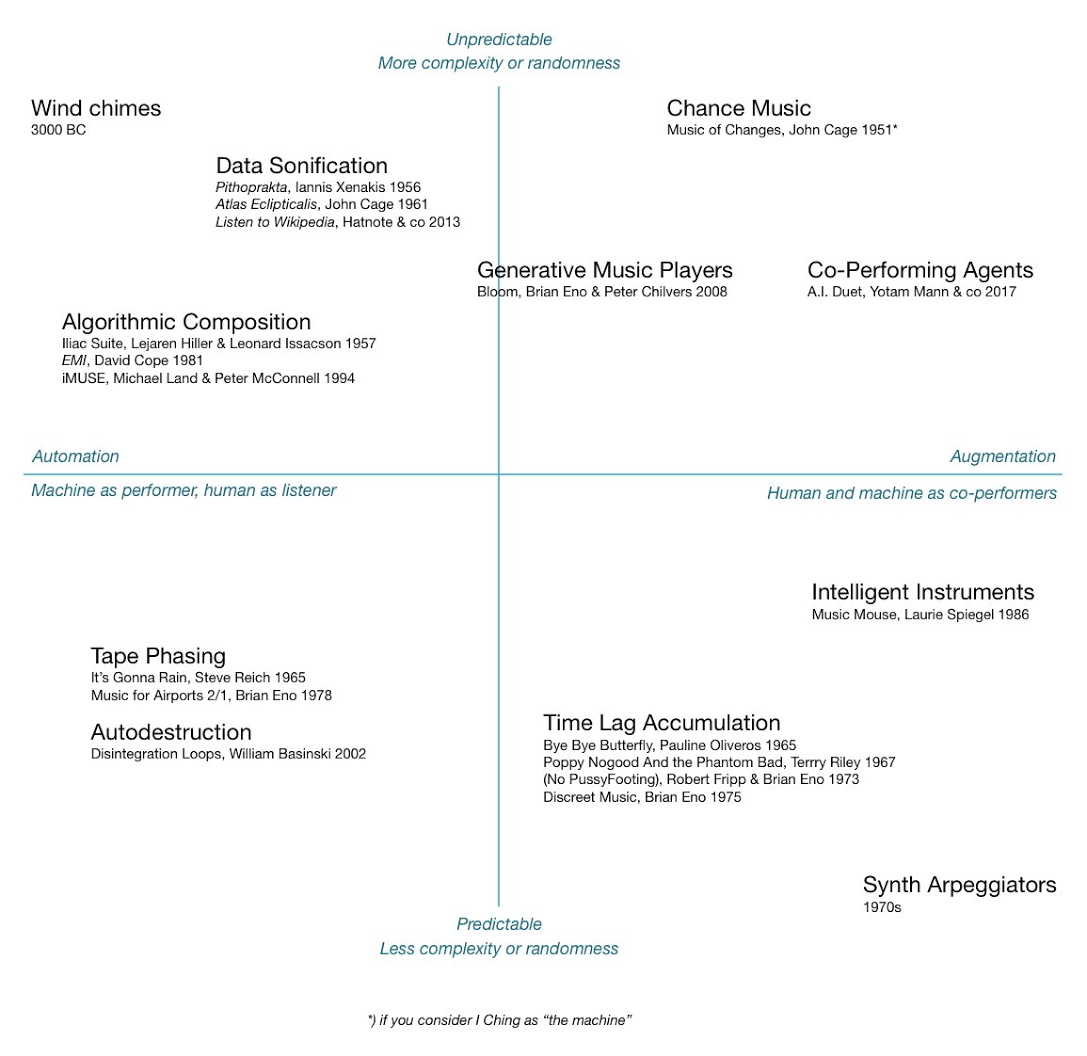 Unpredictable
More complexity or randomness
Wind chimes
3000 BC
Chance Music
Music of Changes, John Cage 1951*
Data Sonification
Pithoprakta, Iannis Xenakis 1956
Atlas Eclipticalis, John Cage 1961
Listen to Wikipedia, Hatnote & co 2013
Generative Music Players
Bloom, Brian Eno & Peter Chilvers 2008
Co-Performing Agents
A.I. Duet, Yotam Mann & co 2017
Algorithmic Composition
Iliac Suite, Lejaren Hiller & Leonard Issacson 1957
EMI, David Cope 1981
iMUSE, Michael Land & Peter McConnell 1994
Automation
Augmentation
Machine as performer, human as listener
Human and machine as co-performers
Intelligent Instruments
Music Mouse, Laurie Spiegel 1986
Tape Phasing
It’s Gonna Rain, Steve Reich 1965
Music for Airports 2/1, Brian Eno 1978
Autodestruction
Disintegration Loops, William Basinski 2002
Time Lag Accumulation
Bye Bye Butterfly, Pauline Oliveros 1965
Poppy Nogood And the Phantom Bad, Terrry Riley 1967
(No PussyFooting), Robert Fripp & Brian Eno 1973
Discreet Music, Brian Eno 1975
Synth Arpeggiators
1970s
Predictable
Less complexity or randomness
*) if you consider I Ching as “the machine”